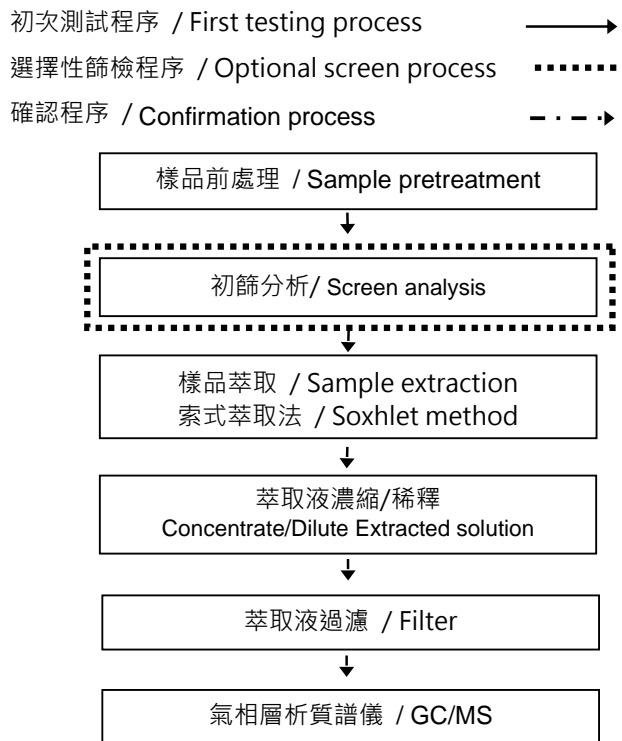 初次測試程序 / First testing process
選擇性篩檢程序 / Optional screen process
確認程序 / Confirmation process
樣品前處理 / Sample pretreatment
初篩分析/ Screen analysis
樣品萃取 / Sample extraction
索式萃取法 / Soxhlet method
萃取液濃縮/稀釋
Concentrate/Dilute Extracted solution
萃取液過濾 / Filter
氣相層析質譜儀 / GC/MS